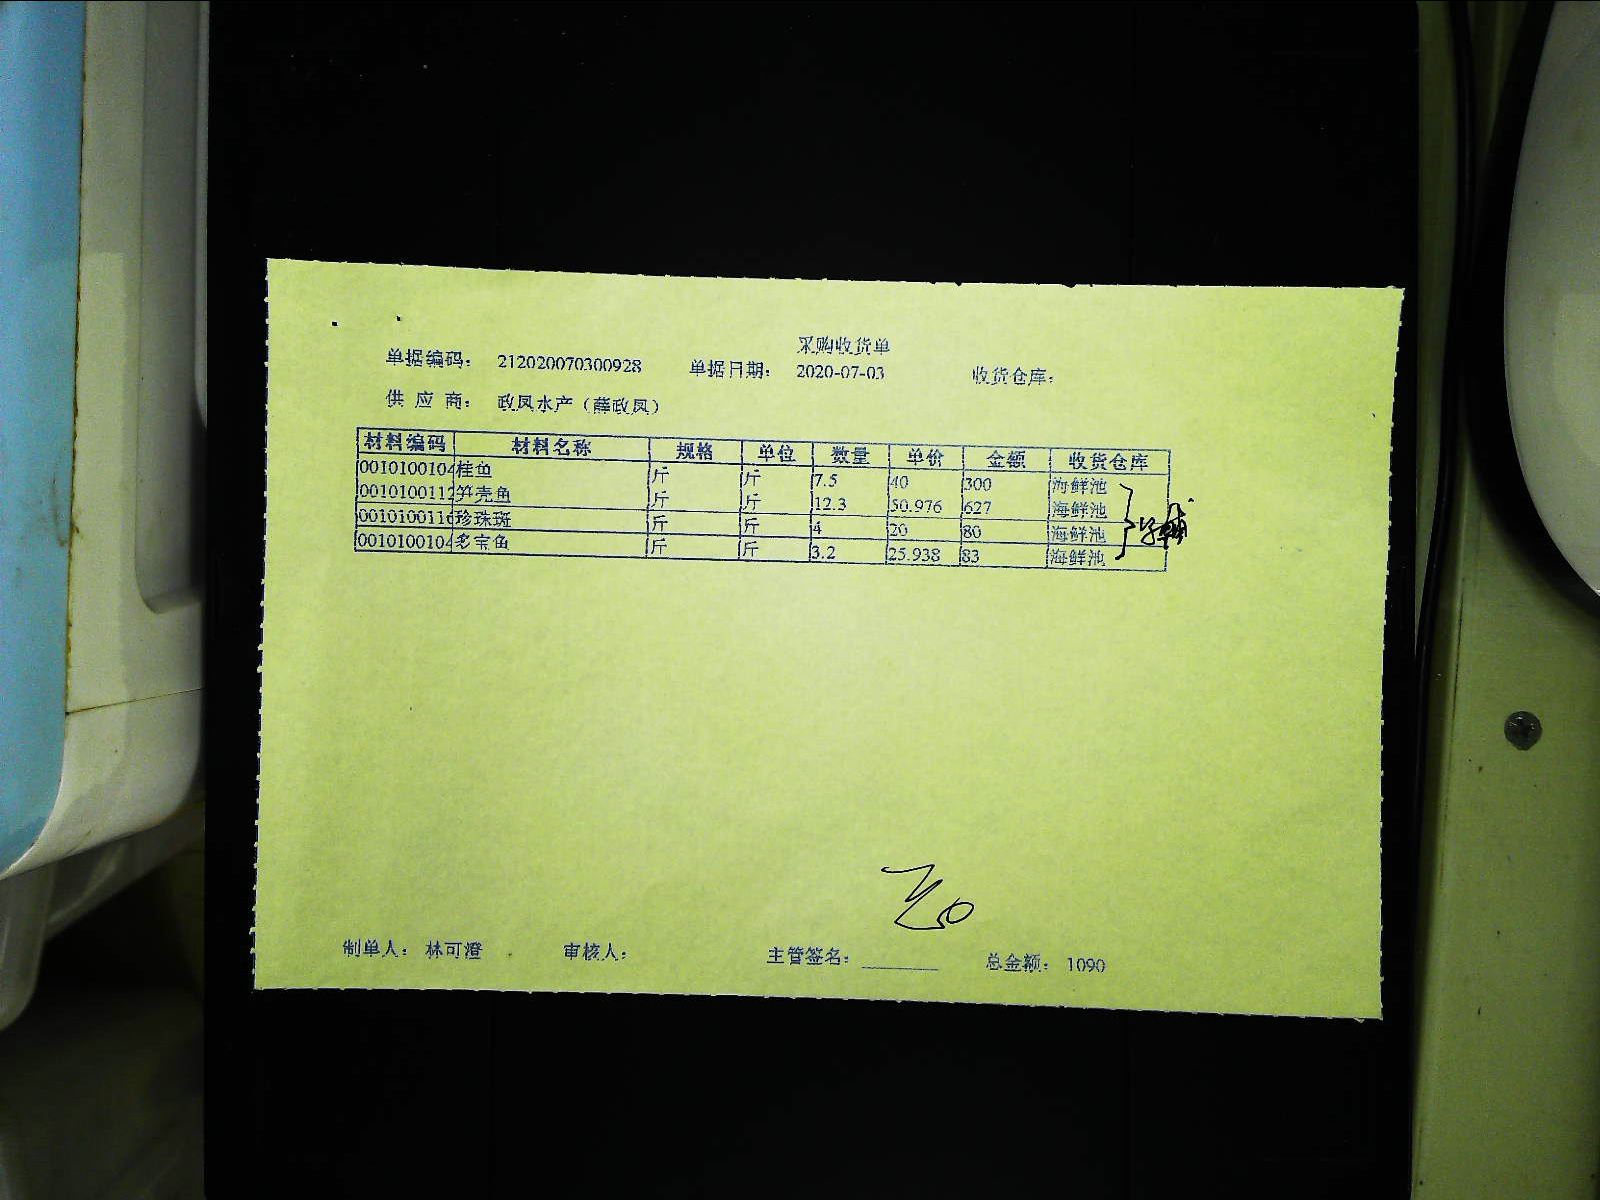 采购收货单
单据编码： 212020070300928 单据日期： 2020-07-03 收货仓库：
供 应 商： 政凤水产（薛政凤）
材料编码 材料名称 规格 单位 数量 单价 金额 收货仓库
0010100104 桂鱼 斤 斤 7.5 40 300 海鲜池
0010100112 笋壳鱼 斤 斤 12.3 50.976 627 海鲜池
0010100116 珍珠斑 斤 斤 4 20 80 海鲜池
0010100104 多宝鱼 斤 斤 3.2 25.938 83 海鲜池
制单人： 林可澄 审核人： 主管签名： ________ 总金额： 1090